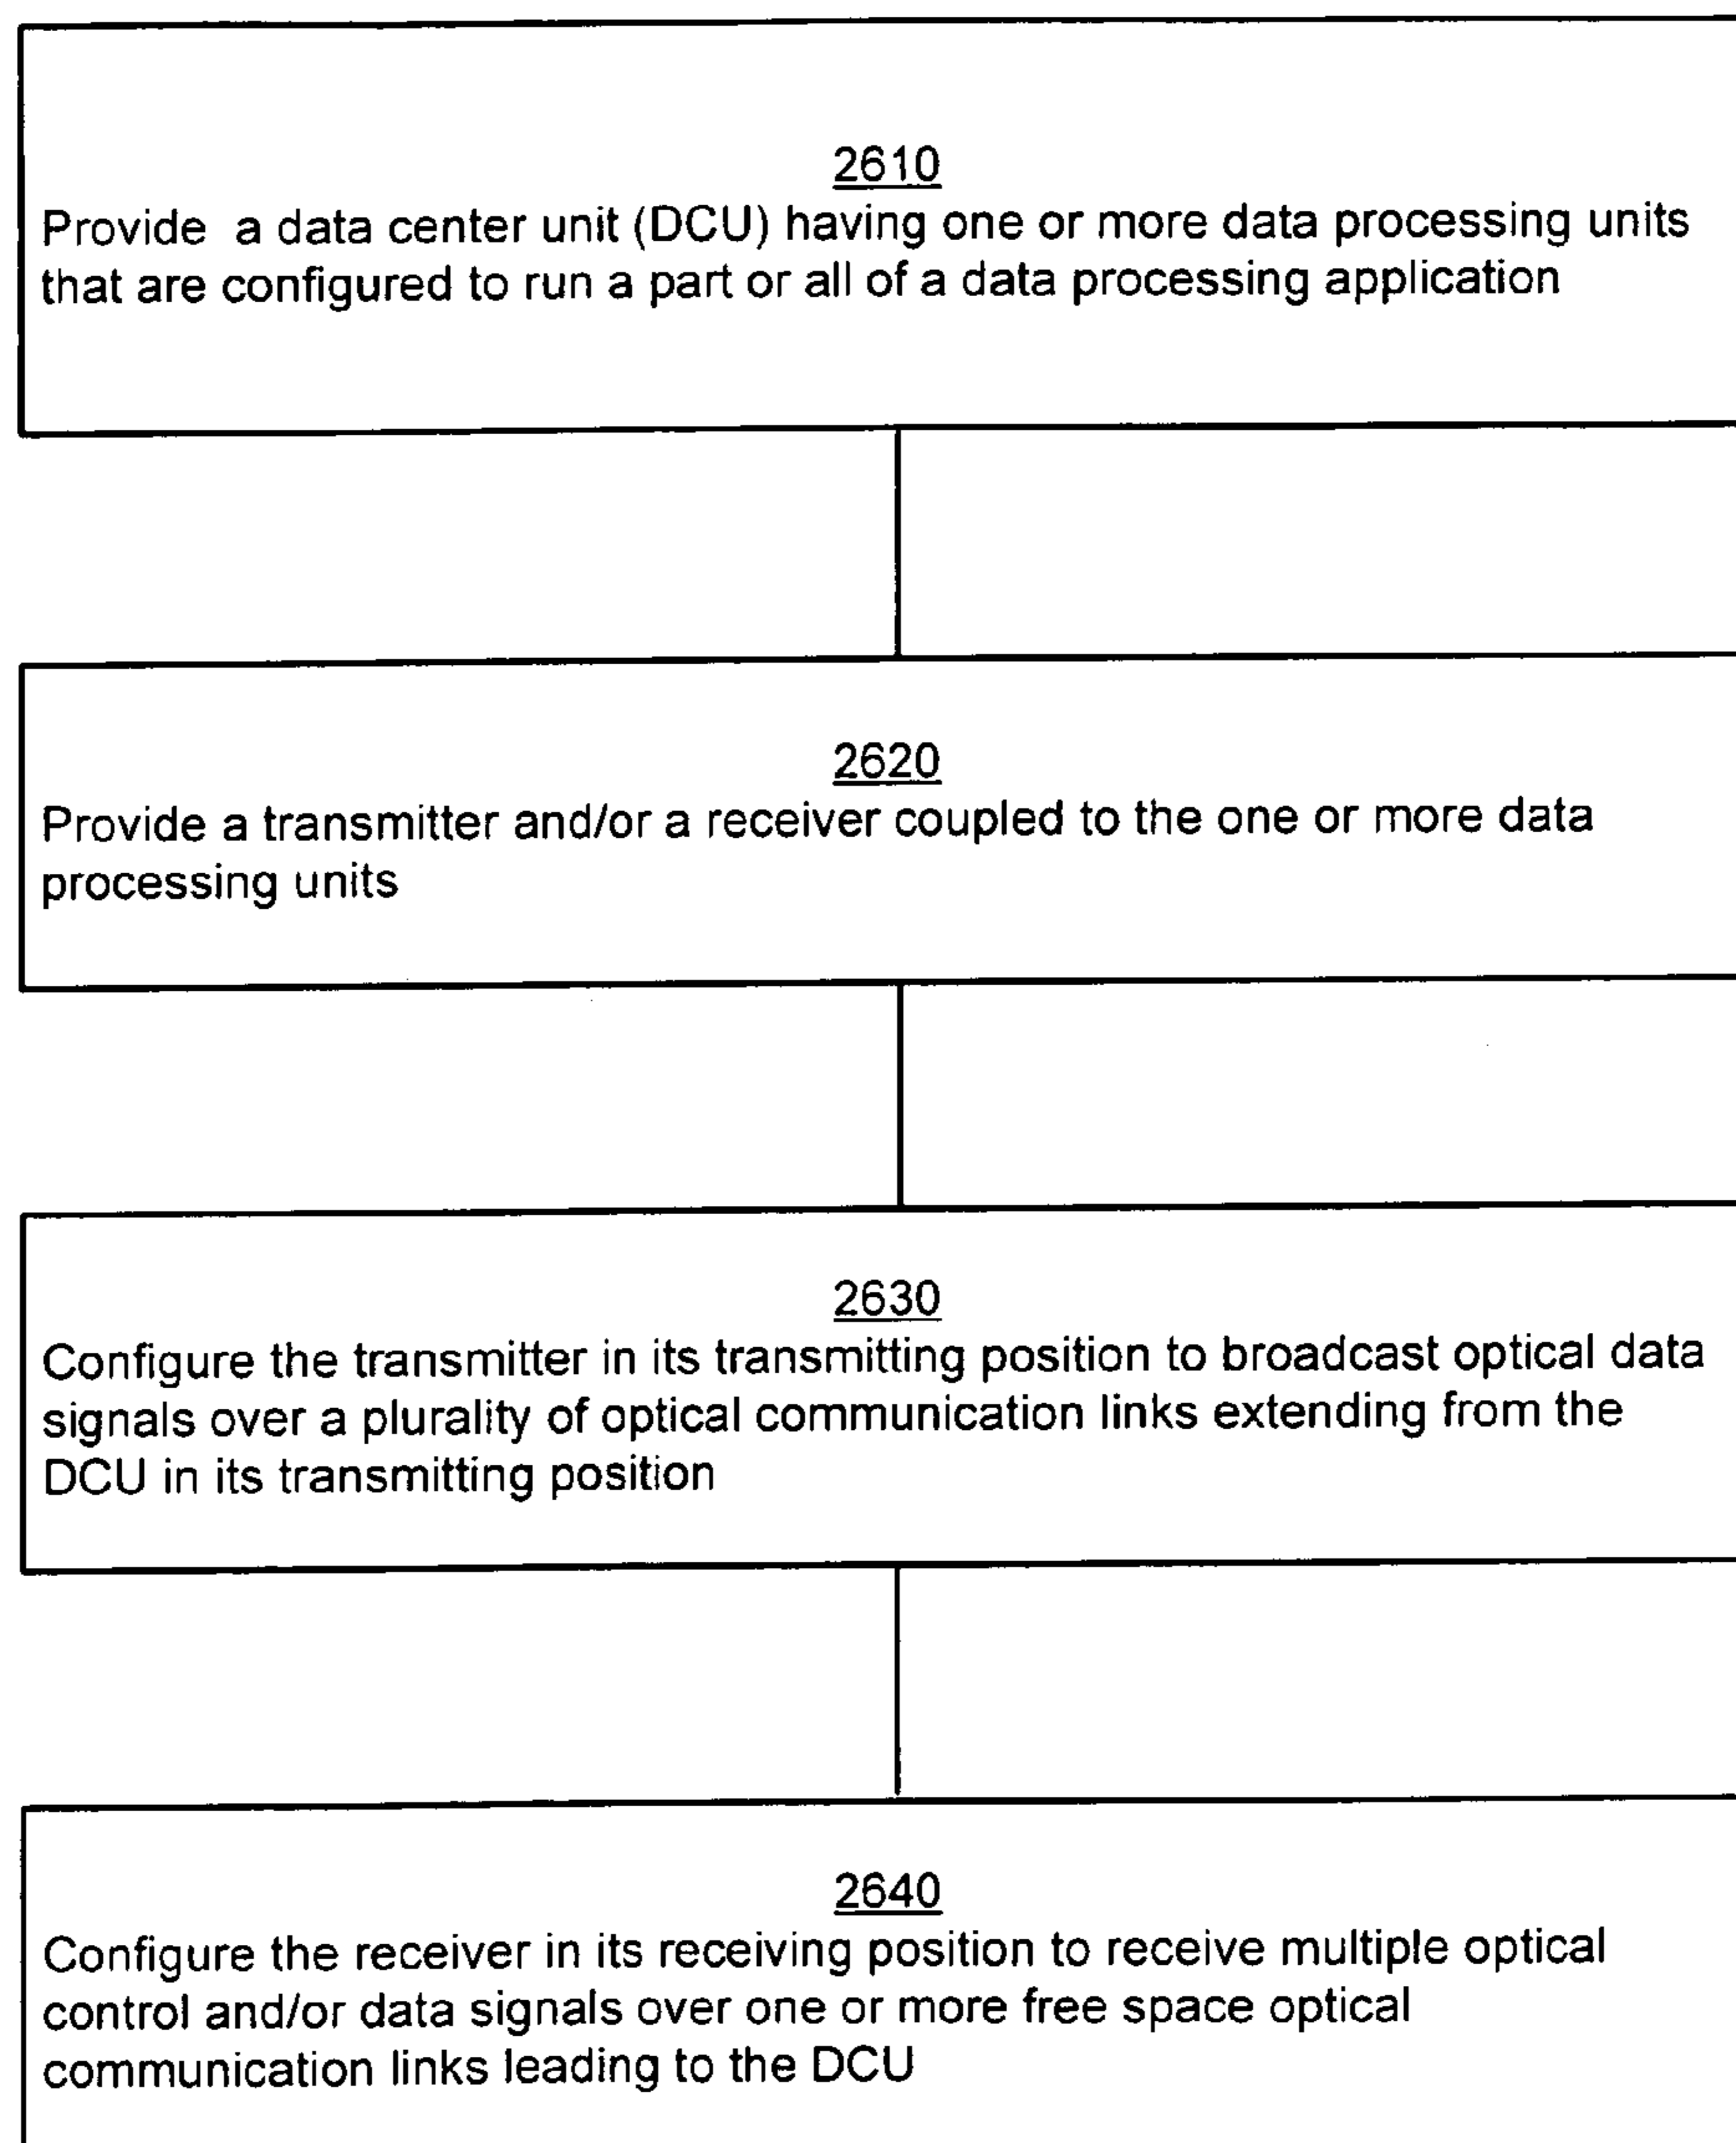 2610
Provide a data center unit (DCU) having one or more data processing units
that are configured to run a part or all of a data processing application
2620
Provide a transmitter and/or a receiver coupled to the one or more data
processing units
2630
Configure the transmitter in its transmitting position to broadcast optical data
signals over a plurality of optical communication links extending from the
DCU in its transmitting position
2640
Configure the receiver in its receiving position to receive multiple optical
control and/or data signals over one or more free space optical
communication links leading to the DCU